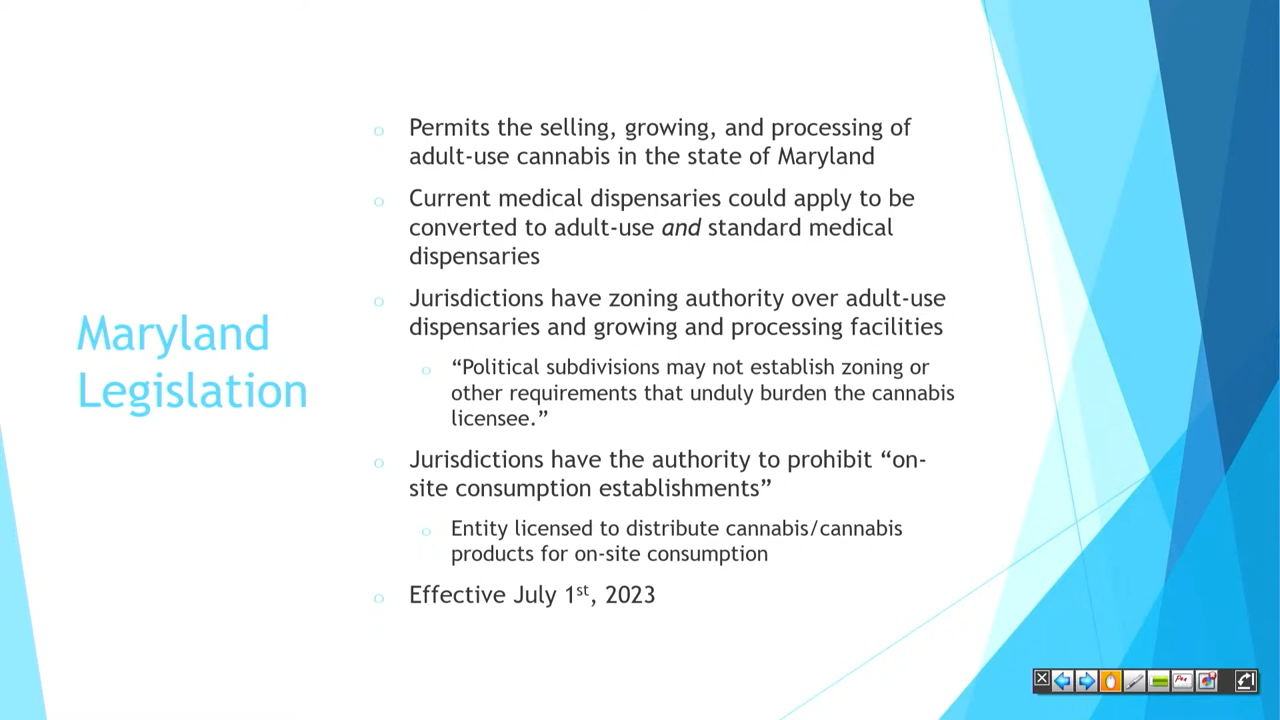 Maryland
Legislation
o Permits the selling, growing, and processing of
adult-use cannabis in the state of Maryland
o Current medical dispensaries could apply to be
converted to adult-use and standard medical
dispensaries
o Jurisdictions have zoning authority over adult-use
dispensaries and growing and processing facilities
o “Political subdivisions may not establish zoning or
other requirements that unduly burden the cannabis
licensee.”
o Jurisdictions have the authority to prohibit “on-
site consumption establishments”
o Entity licensed to distribute cannabis/cannabis
products for on-site consumption
o Effective July 1st, 2023